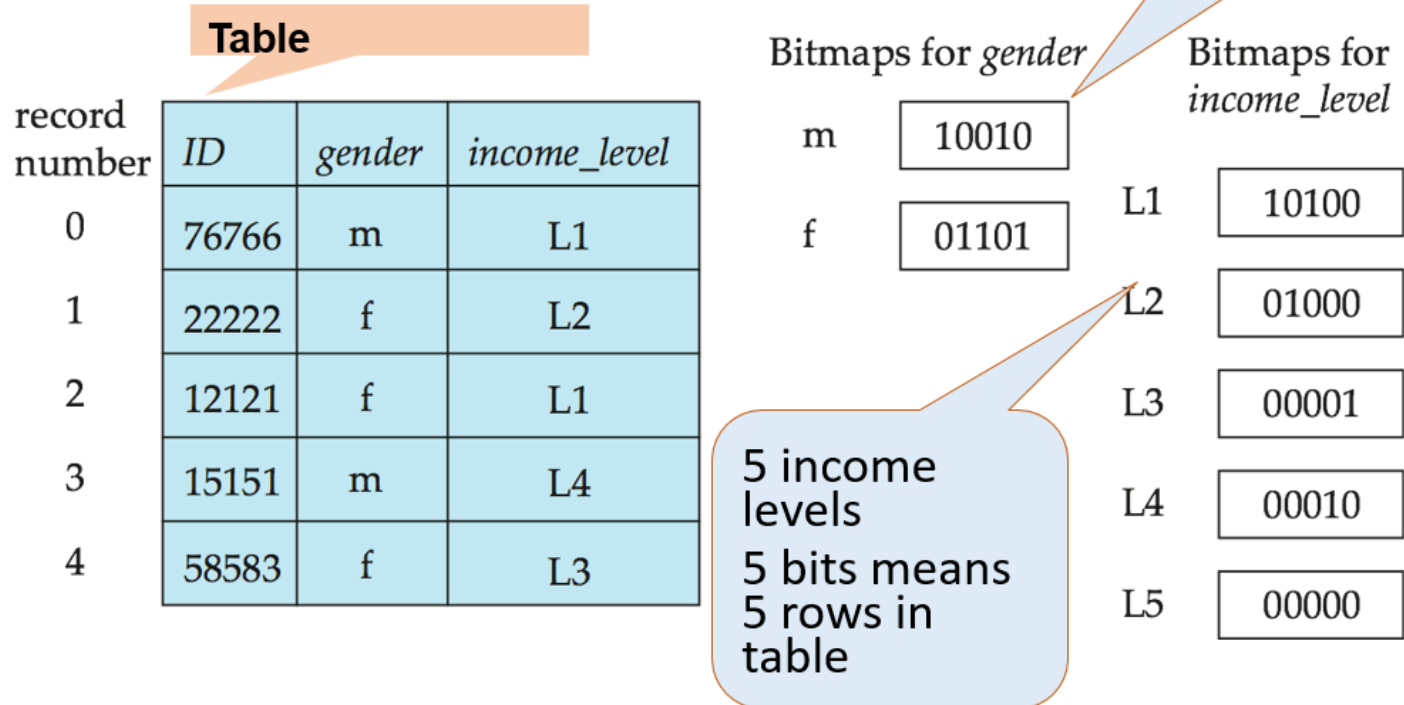 Table
record
number
ID gender income_level
0 76766 m L1
1 22222 f L2
2 12121 f L1
3 15151 m L4
4 58583 f L3
Bitmaps for gender
m 10010
f 01101
Bitmaps for
income_level
L1 10100
L2 01000
L3 00001
L4 00010
L5 00000
5 income
levels
5 bits means
5 rows in
table